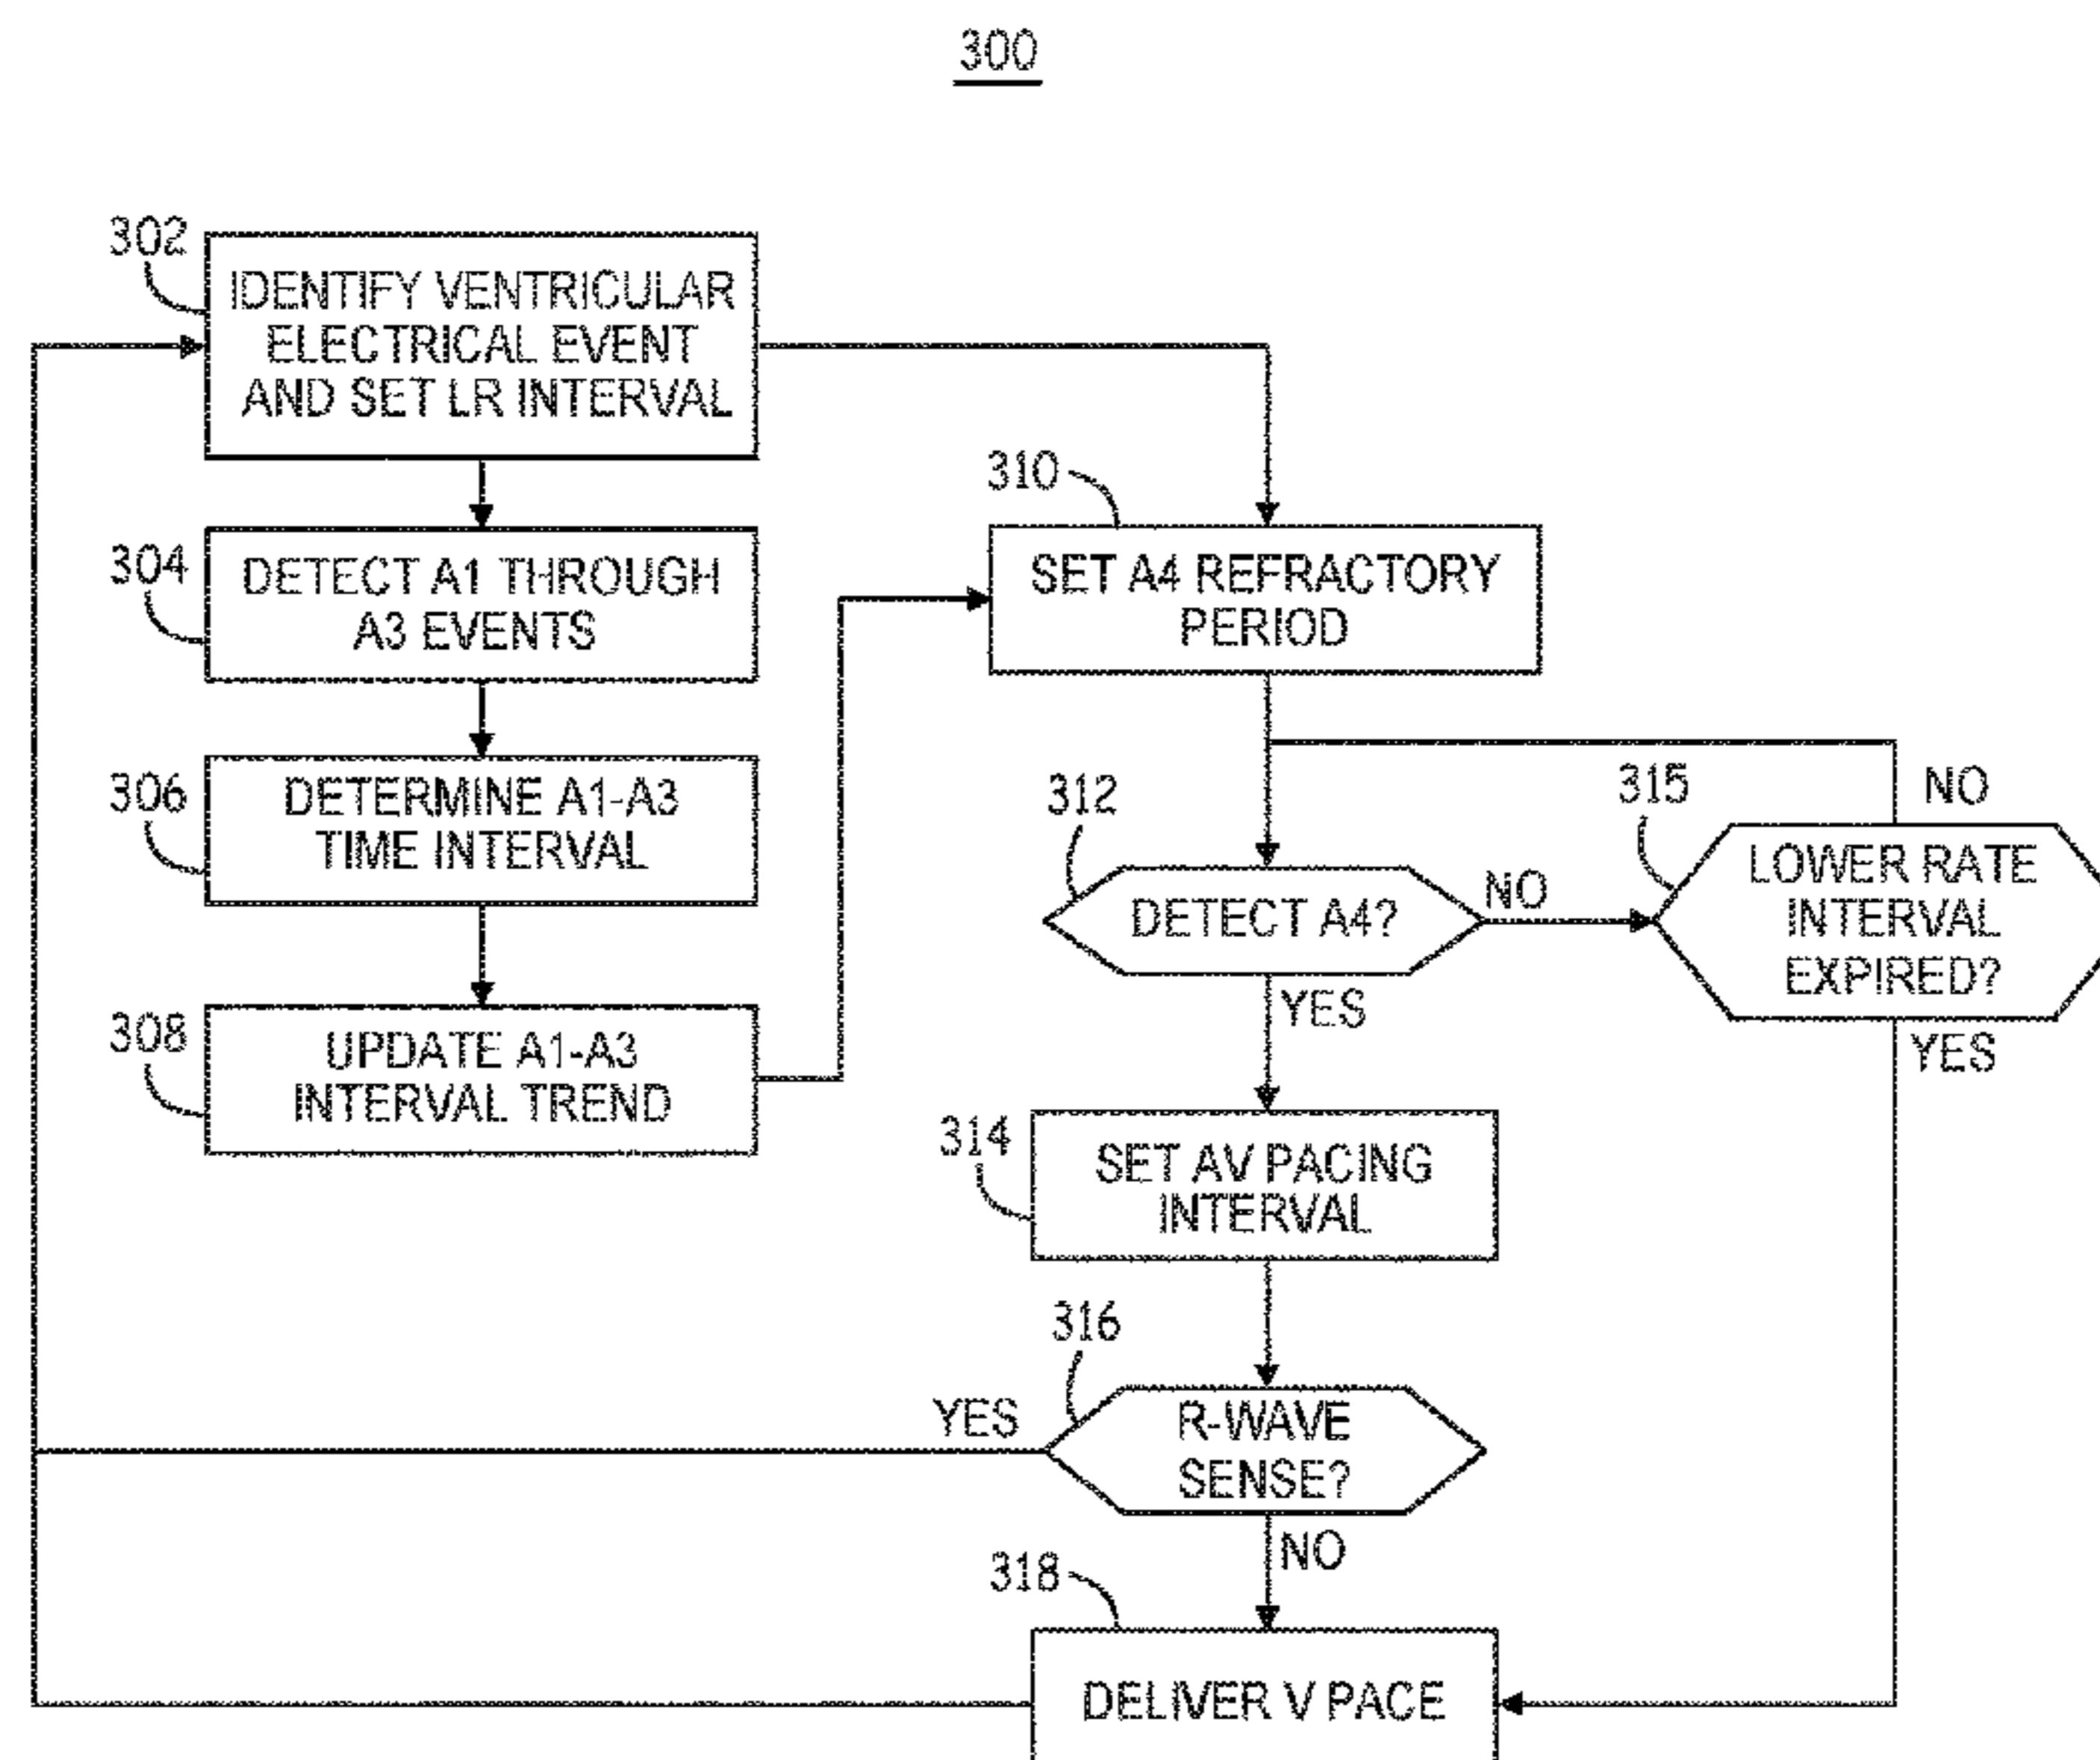 300
302
IDENTIFY VENTRICULAR
ELECTRICAL EVENT
AND SET LR INTERVAL
304
DETECT A1 THROUGH
A3 EVENTS
306
DETERMINE A1-A3
TIME INTERVAL
308
UPDATE A1-A3
INTERVAL TREND
310
SET A4 REFRACTORY
PERIOD
312
DETECT A4?
NO
YES
315
LOWER RATE
INTERVAL
EXPIRED?
NO
YES
314
SET AV PACING
INTERVAL
316
R-WAVE
SENSE?
YES
NO
318
DELIVER V PACE